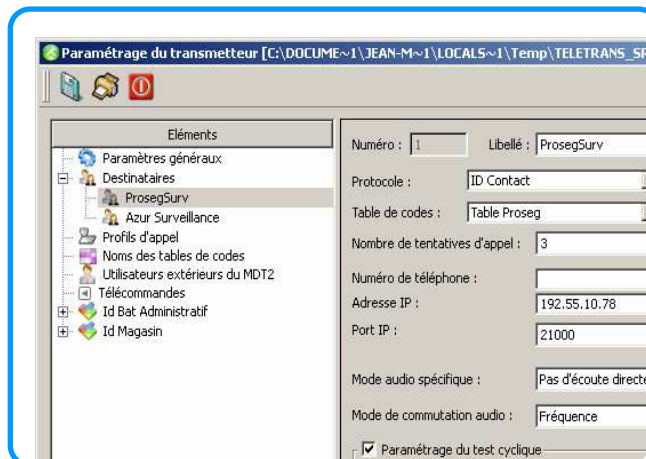 Paramétrage du transmetteur [C:\DOCUME~1\JEAN-M~1\LOCALS~1\Temp\TELETRANS_SR
Eléments
Paramètres généraux
Destinataires
ProsegSurv
Azur Surveillance
Profils d'appel
Noms des tables de codes
Utilisateurs extérieurs du MDT2
Télécommandes
Id Bat Administratif
Id Magasin
Numéro : 1 Libellé : ProsegSurv
Protocole : ID Contact
Table de codes : Table Proseg
Nombre de tentatives d'appel : 3
Numéro de téléphone :
Adresse IP : 192.55.10.78
Port IP : 21000
Mode audio spécifique : Pas d'écoute directe
Mode de commutation audio : Fréquence
Paramétrage du test cyclique